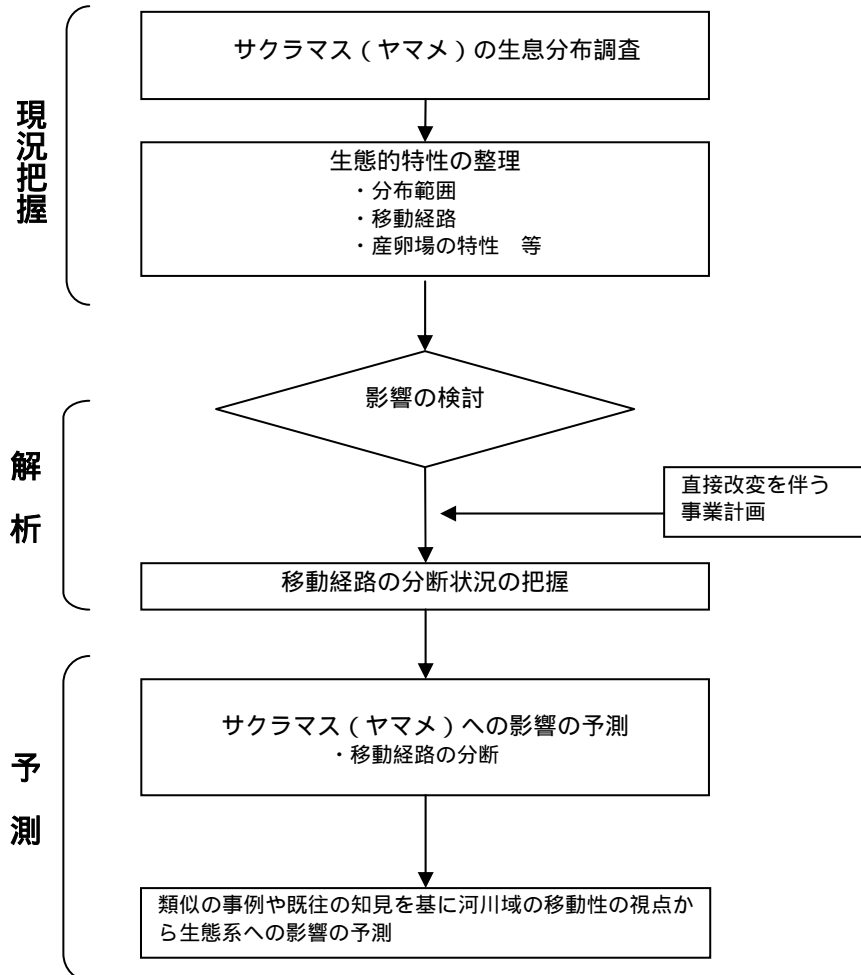 現況把握
サクラマス（ヤマメ）の生息分布調査
生態的特性の整理
・分布範囲
・移動経路
・産卵場の特性　等
解析
影響の検討
直接改変を伴う
事業計画
移動経路の分断状況の把握
予測
サクラマス（ヤマメ）への影響の予測
・移動経路の分断
類似の事例や既往の知見を基に河川域の移動性の視点か
ら生態系への影響の予測